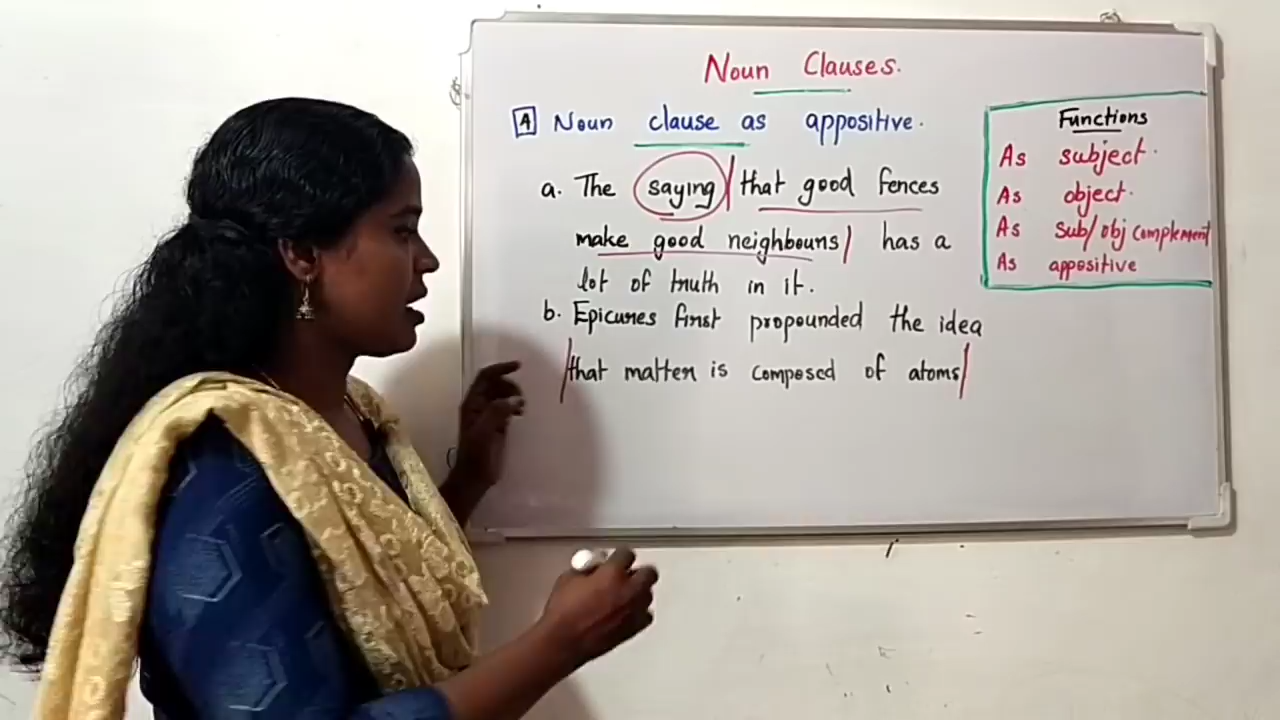 Noun Clauses.
4 Noun clause as appositive.
a. The saying that good fences
make good neighbours has a
lot of truth in it.
b. Epicures first propounded the idea
that matter is composed of atoms
Functions
As subject.
As object.
As sub/obj complement
As appositive